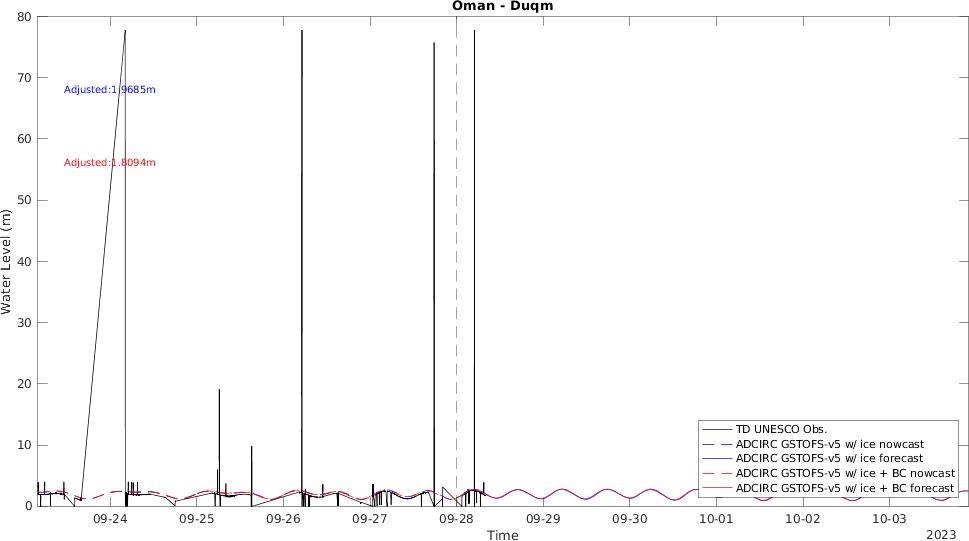 Oman - Duqm
80
70
60
50
40
30
20
10
0
Water Level (m)
Adjusted:1.9685m
Adjusted:1.8094m
TD UNESCO Obs.
ADCIRC GSTOFS-v5 w/ ice nowcast
ADCIRC GSTOFS-v5 w/ ice forecast
ADCIRC GSTOFS-v5 w/ ice + BC nowcast
ADCIRC GSTOFS-v5 w/ ice + BC forecast
09-24 09-25 09-26 09-27 09-28 09-29 09-30 10-01 10-02 10-03
Time
2023